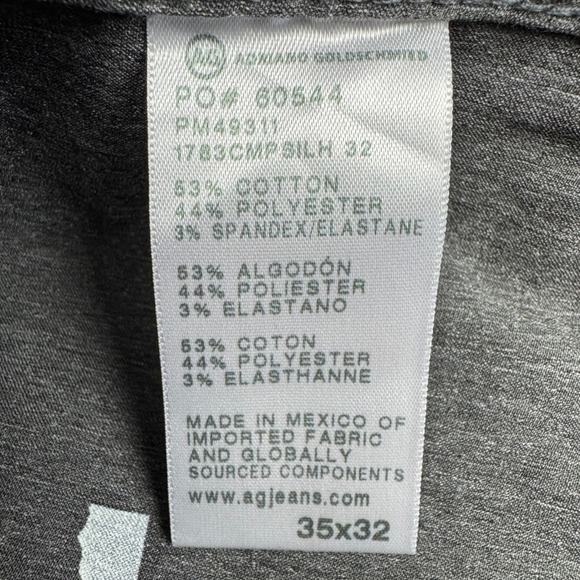 AG ADRIANO GOLDSCHMIED
PO# 60544
PM49311
1783CMPSILH 32
53% COTTON
44% POLYESTER
3% SPANDEX/ELASTANE
53% ALGODÓN
44% POLIESTER
3% ELASTANO
53% COTON
44% POLYESTER
3% ELASTHANNE
MADE IN MEXICO OF
IMPORTED FABRIC
AND GLOBALLY
SOURCED COMPONENTS
www.agjeans.com
35x32